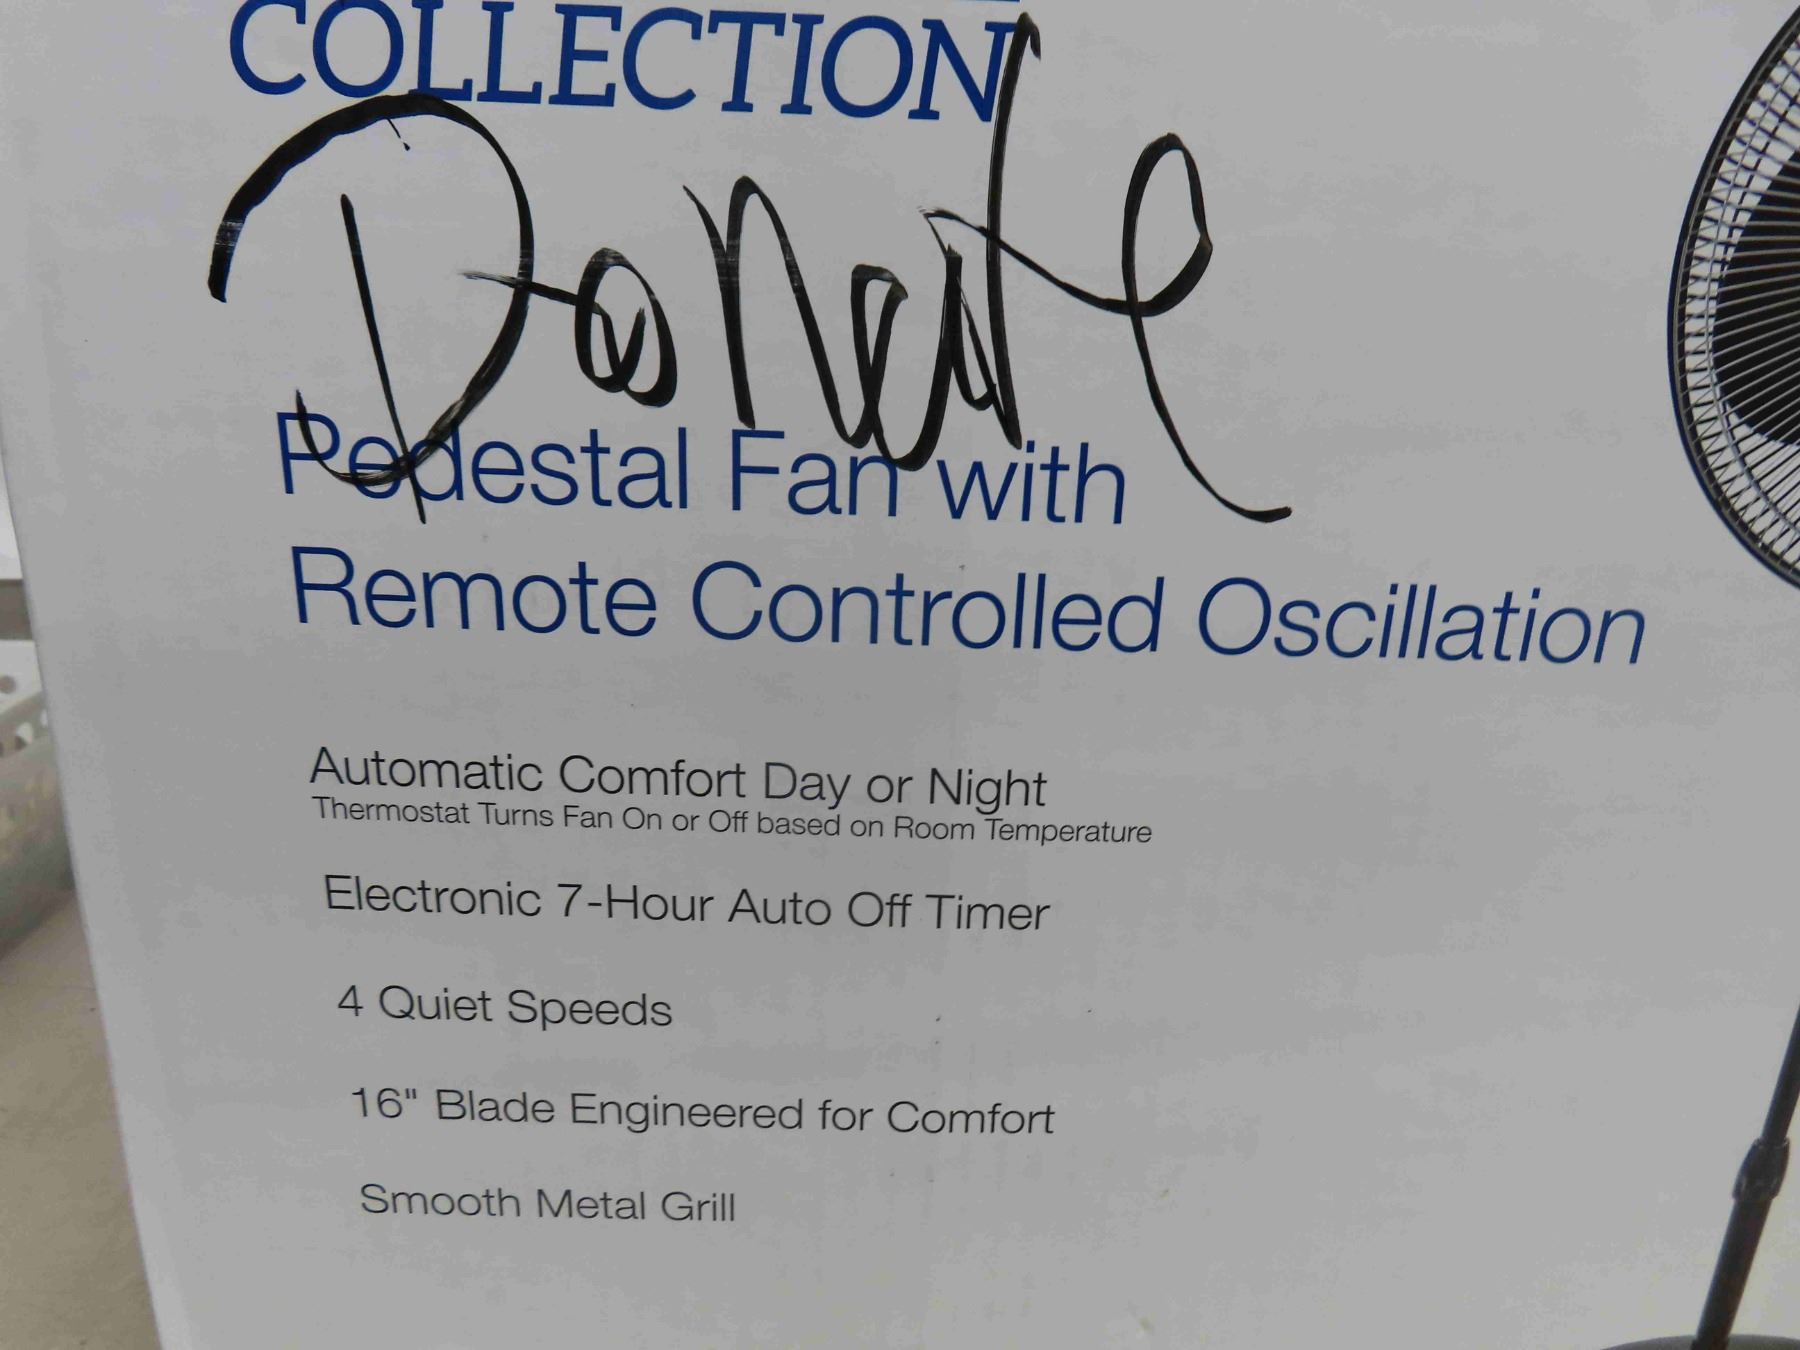 COLLECTION
Donate
Pedestal Fan with
Remote Controlled Oscillation
Automatic Comfort Day or Night
Thermostat Turns Fan On or Off based on Room Temperature
Electronic 7-Hour Auto Off Timer
4 Quiet Speeds
16" Blade Engineered for Comfort
Smooth Metal Grill